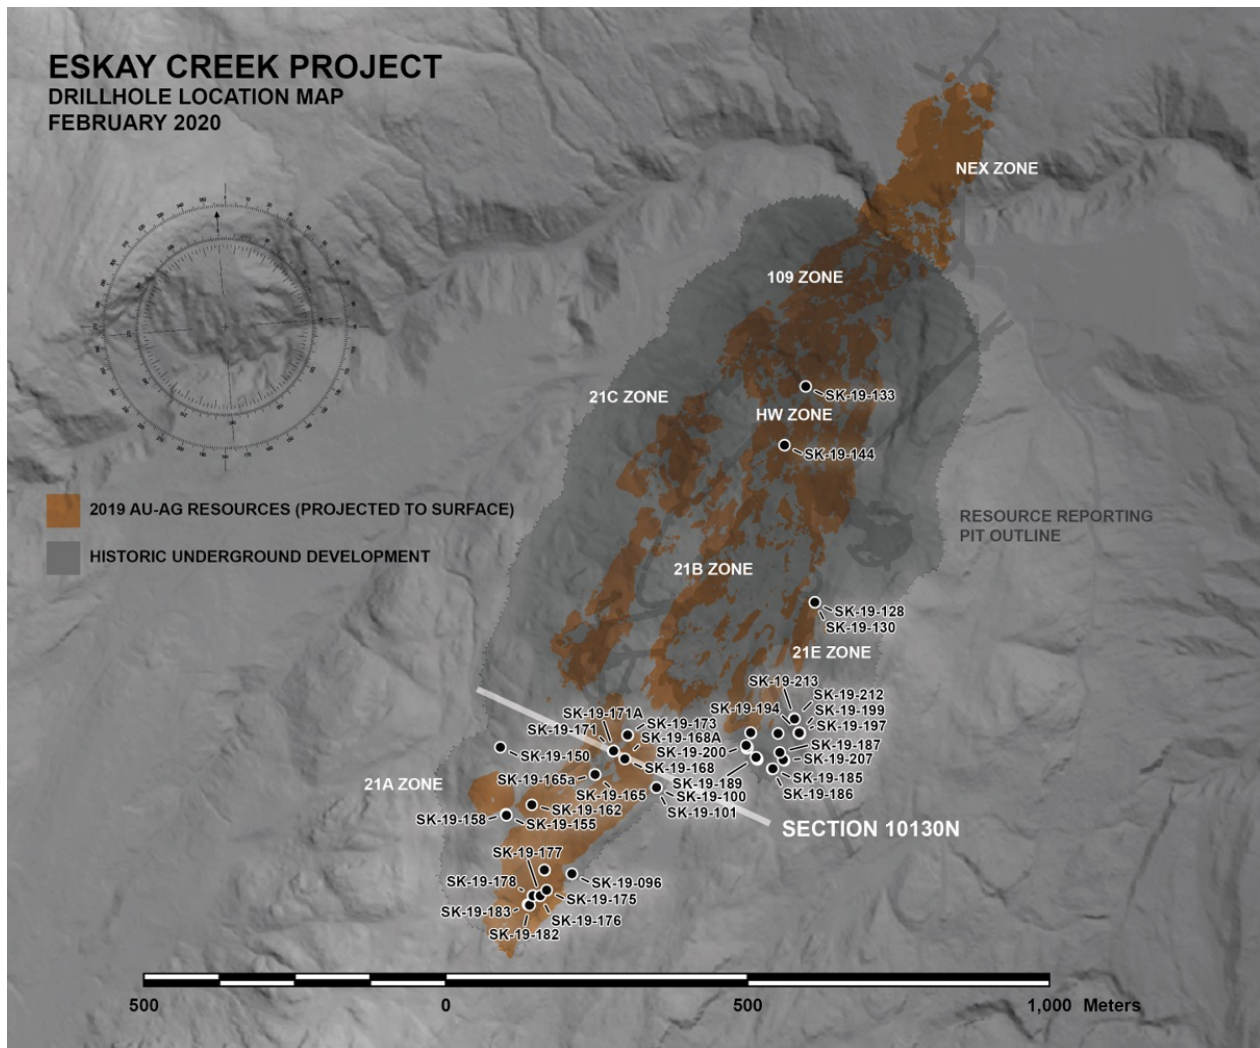 ESKAY CREEK PROJECT
DRILLHOLE LOCATION MAP
FEBRUARY 2020
NEX ZONE
109 ZONE
21C ZONE
SK-19-133
HW ZONE
SK-19-144
2019 AU-AG RESOURCES (PROJECTED TO SURFACE)
HISTORIC UNDERGROUND DEVELOPMENT
RESOURCE REPORTING
PIT OUTLINE
21B ZONE
SK-19-128
SK-19-130
21E ZONE
SK-19-213
SK-19-212
SK-19-194
SK-19-199
SK-19-197
SK-19-171A
SK-19-173
SK-19-171
SK-19-168A
SK-19-200
SK-19-187
SK-19-150
SK-19-168
SK-19-207
SK-19-165a
SK-19-189
SK-19-185
21A ZONE
SK-19-165
SK-19-100
SK-19-186
SK-19-162
SK-19-101
SK-19-158
SK-19-155
SECTION 10130N
SK-19-177
SK-19-178
SK-19-096
SK-19-175
SK-19-183
SK-19-176
SK-19-182
500 0 500 1,000 Meters